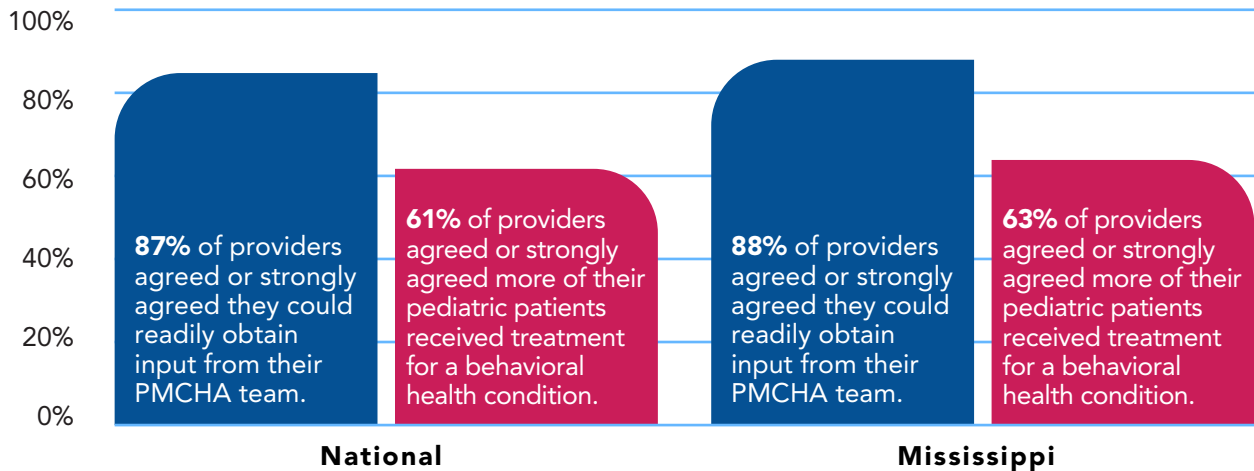 100%
80%
60%
40%
20%
0%
87% of providers
agreed or strongly
agreed they could
readily obtain
input from their
PMCHA team.
61% of providers
agreed or strongly
agreed more of their
pediatric patients
received treatment
for a behavioral
health condition.
88% of providers
agreed or strongly
agreed they could
readily obtain
input from their
PMCHA team.
63% of providers
agreed or strongly
agreed more of their
pediatric patients
received treatment
for a behavioral
health condition.
National
Mississippi